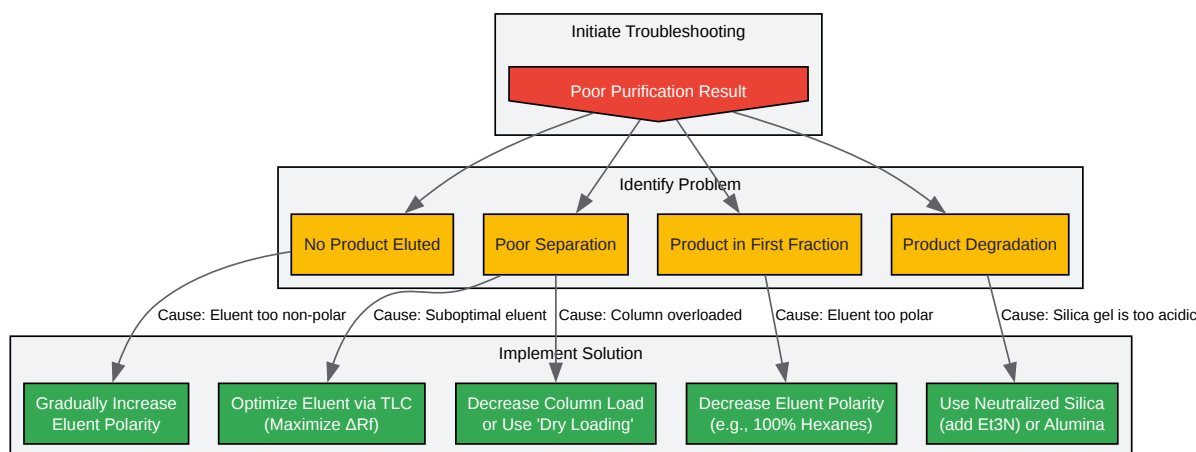 Initiate Troubleshooting
Poor Purification Result
Identify Problem
No Product Eluted
Poor Separation
Product in First Fraction
Product Degradation
Cause: Eluent too non-polar
Cause: Suboptimal eluent
Cause: Column overloaded
Cause: Eluent too polar
Cause: Silica gel is too acidic
Implement Solution
Gradually Increase
Eluent Polarity
Optimize Eluent via TLC
(Maximize ΔRf)
Decrease Column Load
or Use 'Dry Loading'
Decrease Eluent Polarity
(e.g., 100% Hexanes)
Use Neutralized Silica
(add Et3N) or Alumina